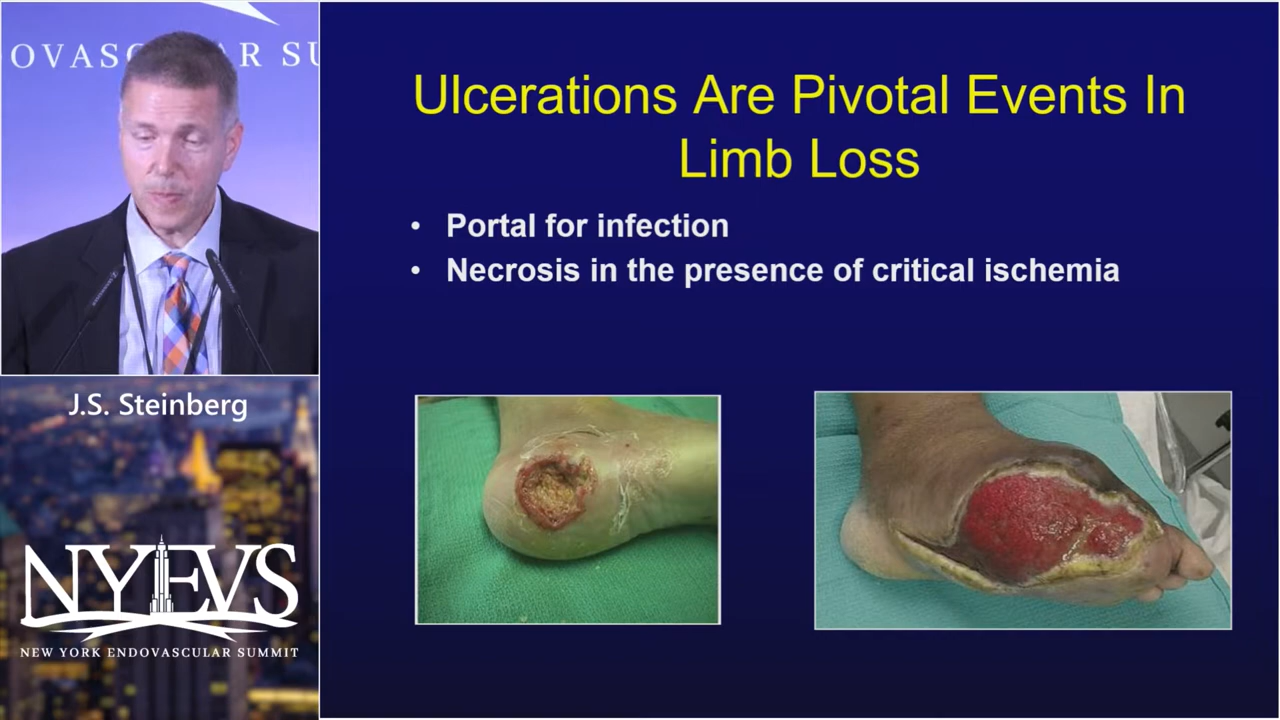 OVASC R SU
J.S. Steinberg
NYEVS
NEW YORK ENDOVASCULAR SUMMIT
Ulcerations Are Pivotal Events In
Limb Loss
• Portal for infection
• Necrosis in the presence of critical ischemia